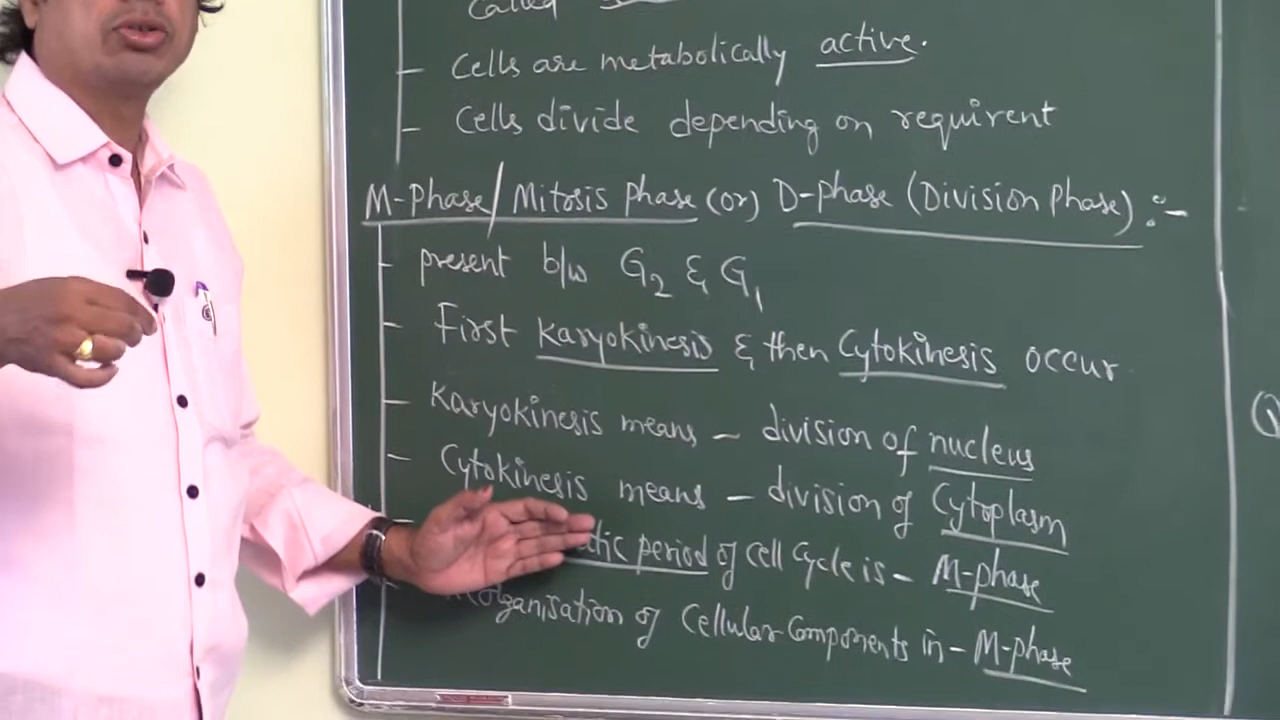 called
- Cells are metabolically active.
- Cells divide depending on requirent
M-Phase/Mitosis phase (or) D-phase (Division Phase) :-
- present b/w G₂ & G₁
- First Karyokinesis & then Cytokinesis occur
- Karyokinesis means - division of nucleus
- Cytokinesis means - division of Cytoplasm
- period of cell cycle is - M-phase
- organisation of Cellular Components in - M-phase
Q